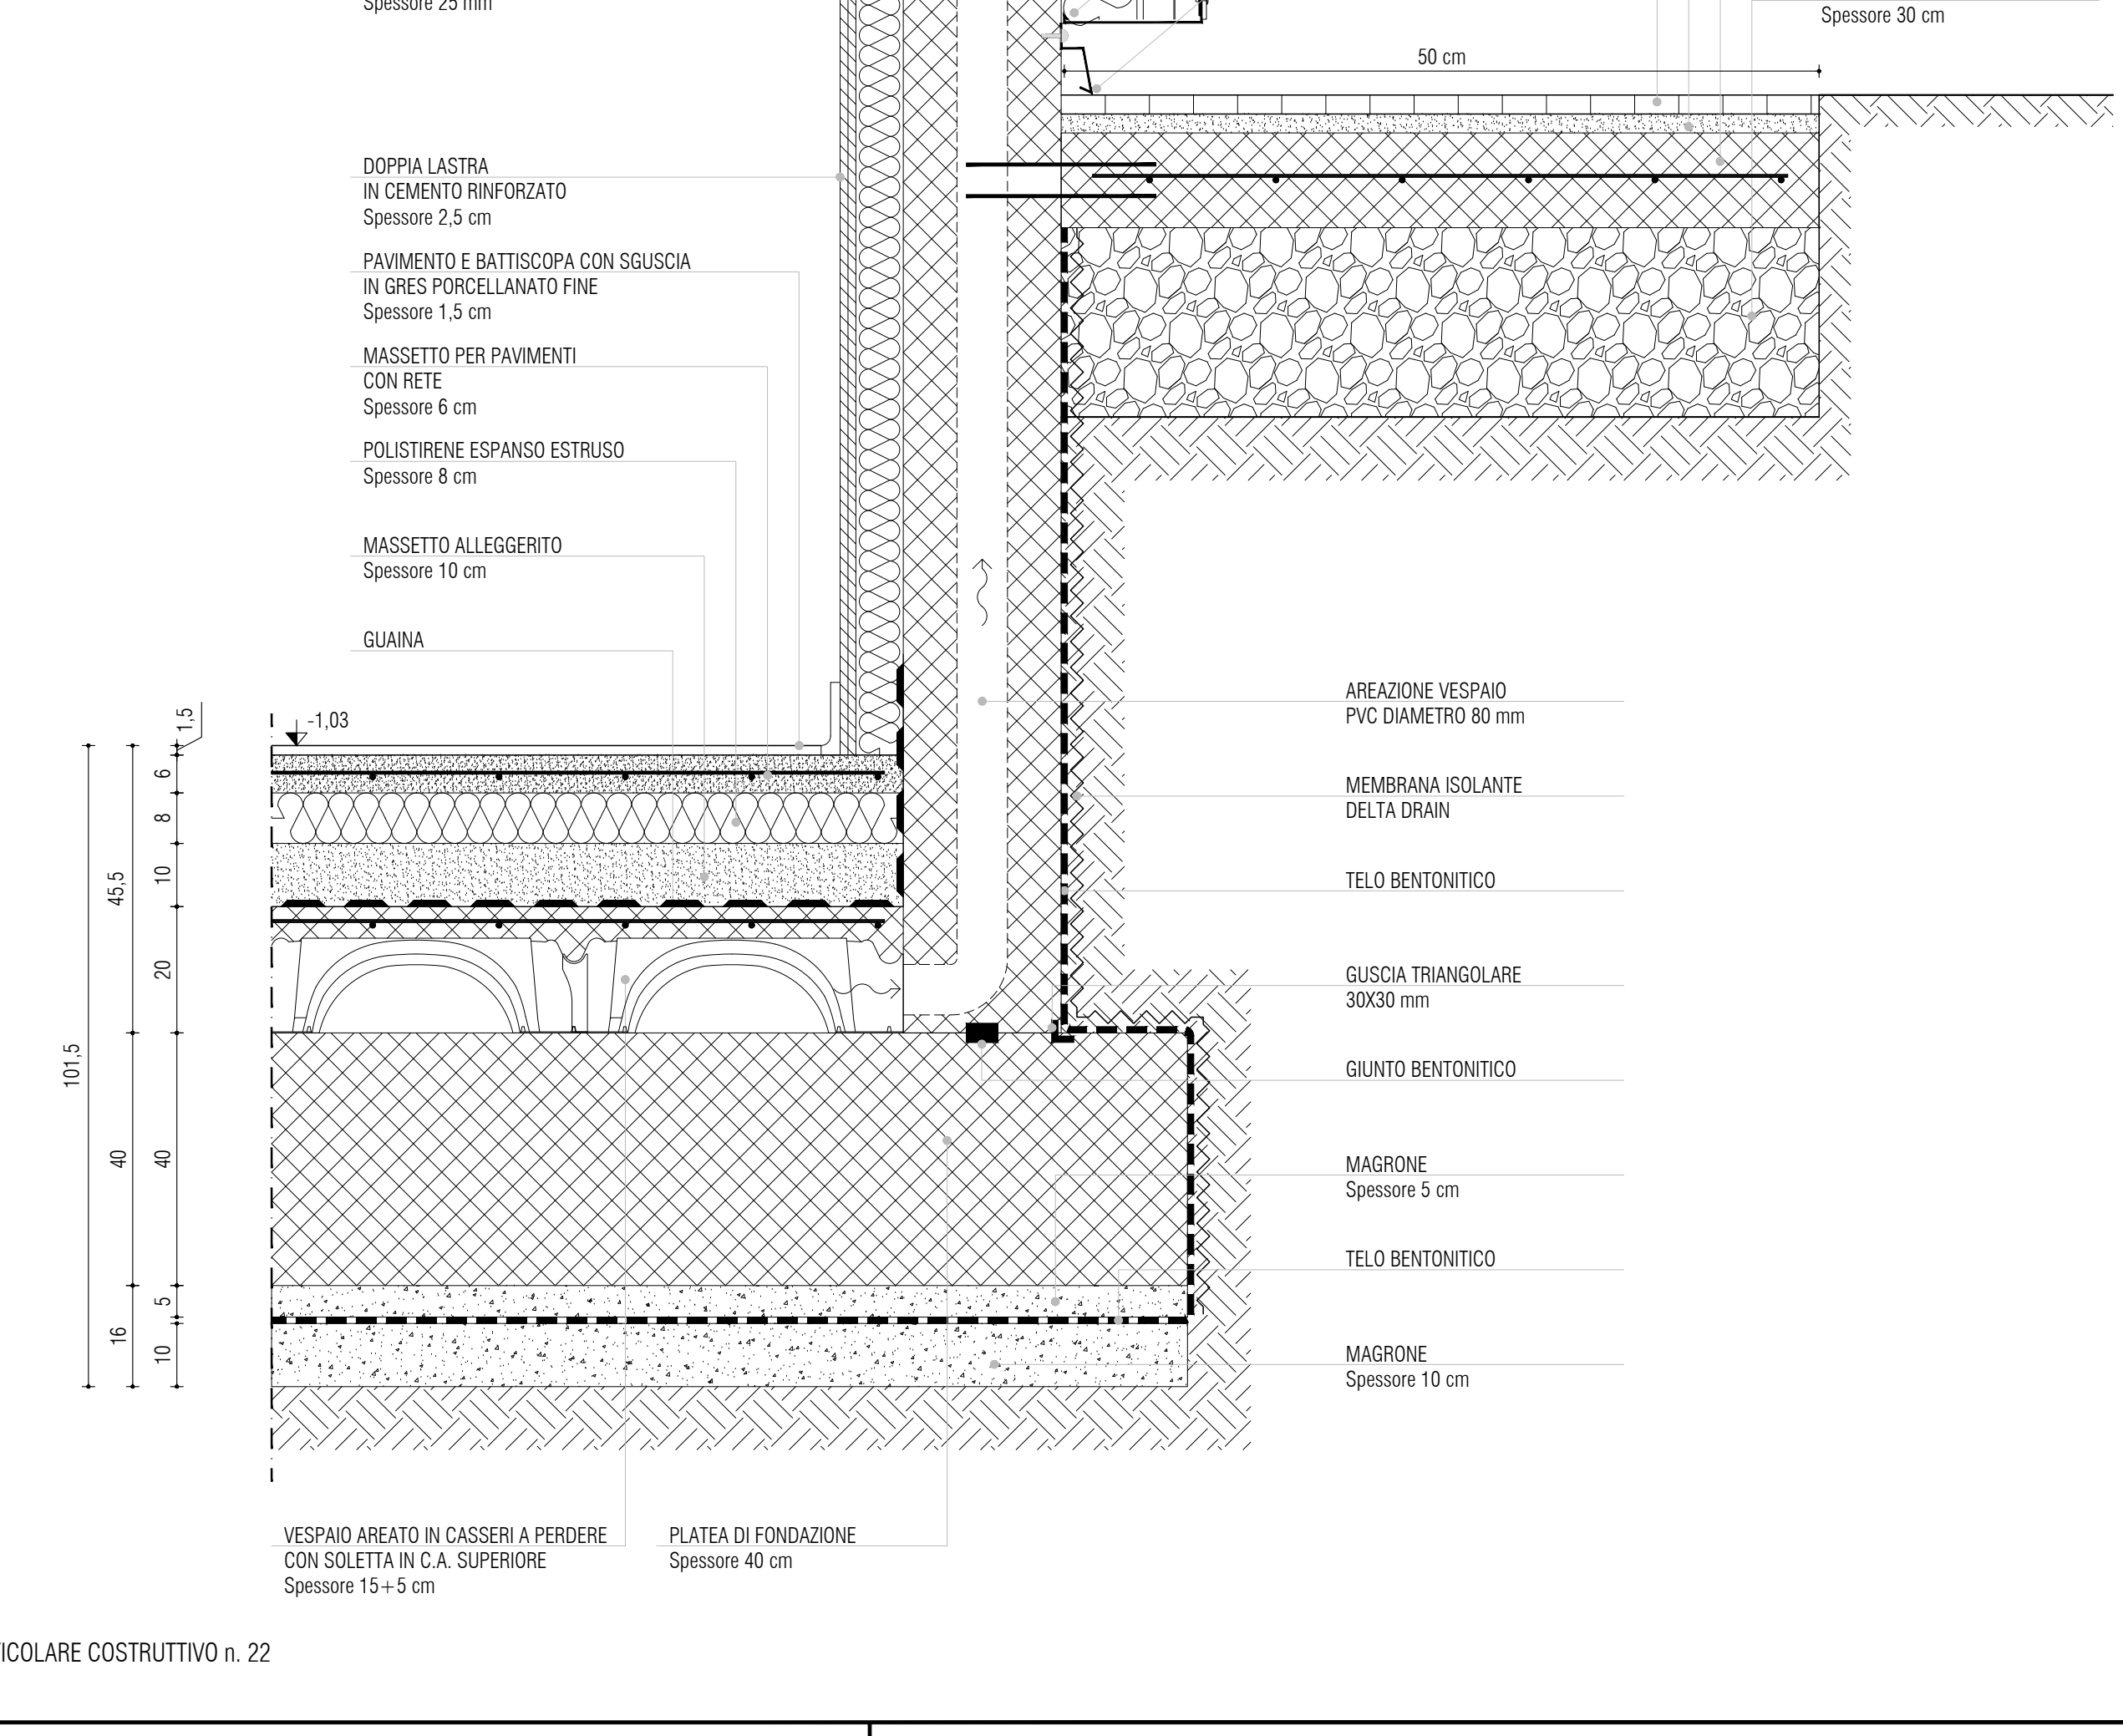 Spessore 25 mm
Spessore 30 cm
50 cm
DOPPIA LASTRA
IN CEMENTO RINFORZATO
Spessore 2,5 cm
PAVIMENTO E BATTISCOPA CON SGUSCIA
IN GRES PORCELLANATO FINE
Spessore 1,5 cm
MASSETTO PER PAVIMENTI
CON RETE
Spessore 6 cm
POLISTIRENE ESPANSO ESTRUSO
Spessore 8 cm
MASSETTO ALLEGGERITO
Spessore 10 cm
GUAINA
-1,03
1,5
6
8
10
20
40
5
10
45,5
40
16
101,5
AREAZIONE VESPAIO
PVC DIAMETRO 80 mm
MEMBRANA ISOLANTE
DELTA DRAIN
TELO BENTONITICO
GUSCIA TRIANGOLARE
30X30 mm
GIUNTO BENTONITICO
MAGRONE
Spessore 5 cm
TELO BENTONITICO
MAGRONE
Spessore 10 cm
VESPAIO AREATO IN CASSERI A PERDERE
CON SOLETTA IN C.A. SUPERIORE
Spessore 15+5 cm
PLATEA DI FONDAZIONE
Spessore 40 cm
ICOLARE COSTRUTTIVO n. 22